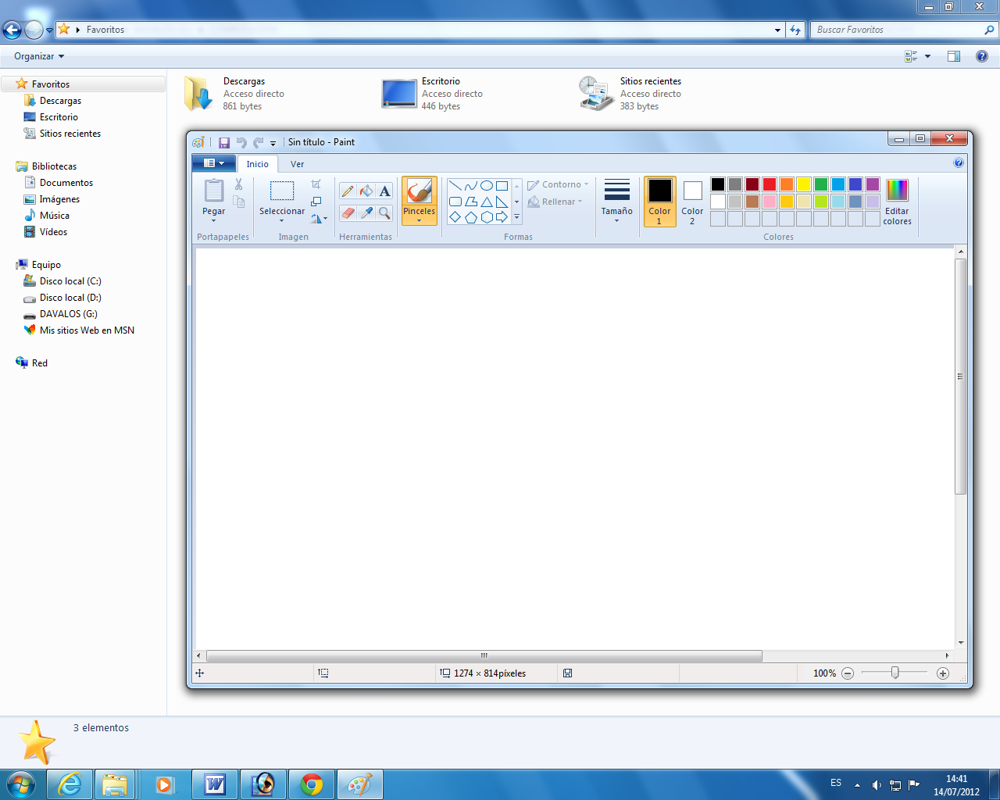 Favoritos
Buscar Favoritos
Organizar
Favoritos
Descargas
Escritorio
Sitios recientes
Bibliotecas
Documentos
Imágenes
Música
Vídeos
Equipo
Disco local (C:)
Disco local (D:)
DAVALOS (G:)
Mis sitios Web en MSN
Red
Descargas
Acceso directo
861 bytes
Escritorio
Acceso directo
446 bytes
Sitios recientes
Acceso directo
383 bytes
Sin título - Paint
Inicio
Ver
Pegar
Portapapeles
Seleccionar
Imagen
A
Herramientas
Pinceles
Contorno
Rellenar
Formas
Tamaño
Color
1
Color
2
Colores
Editar
colores
1274 × 814píxeles
100%
3 elementos
W
ES
14:41
14/07/2012